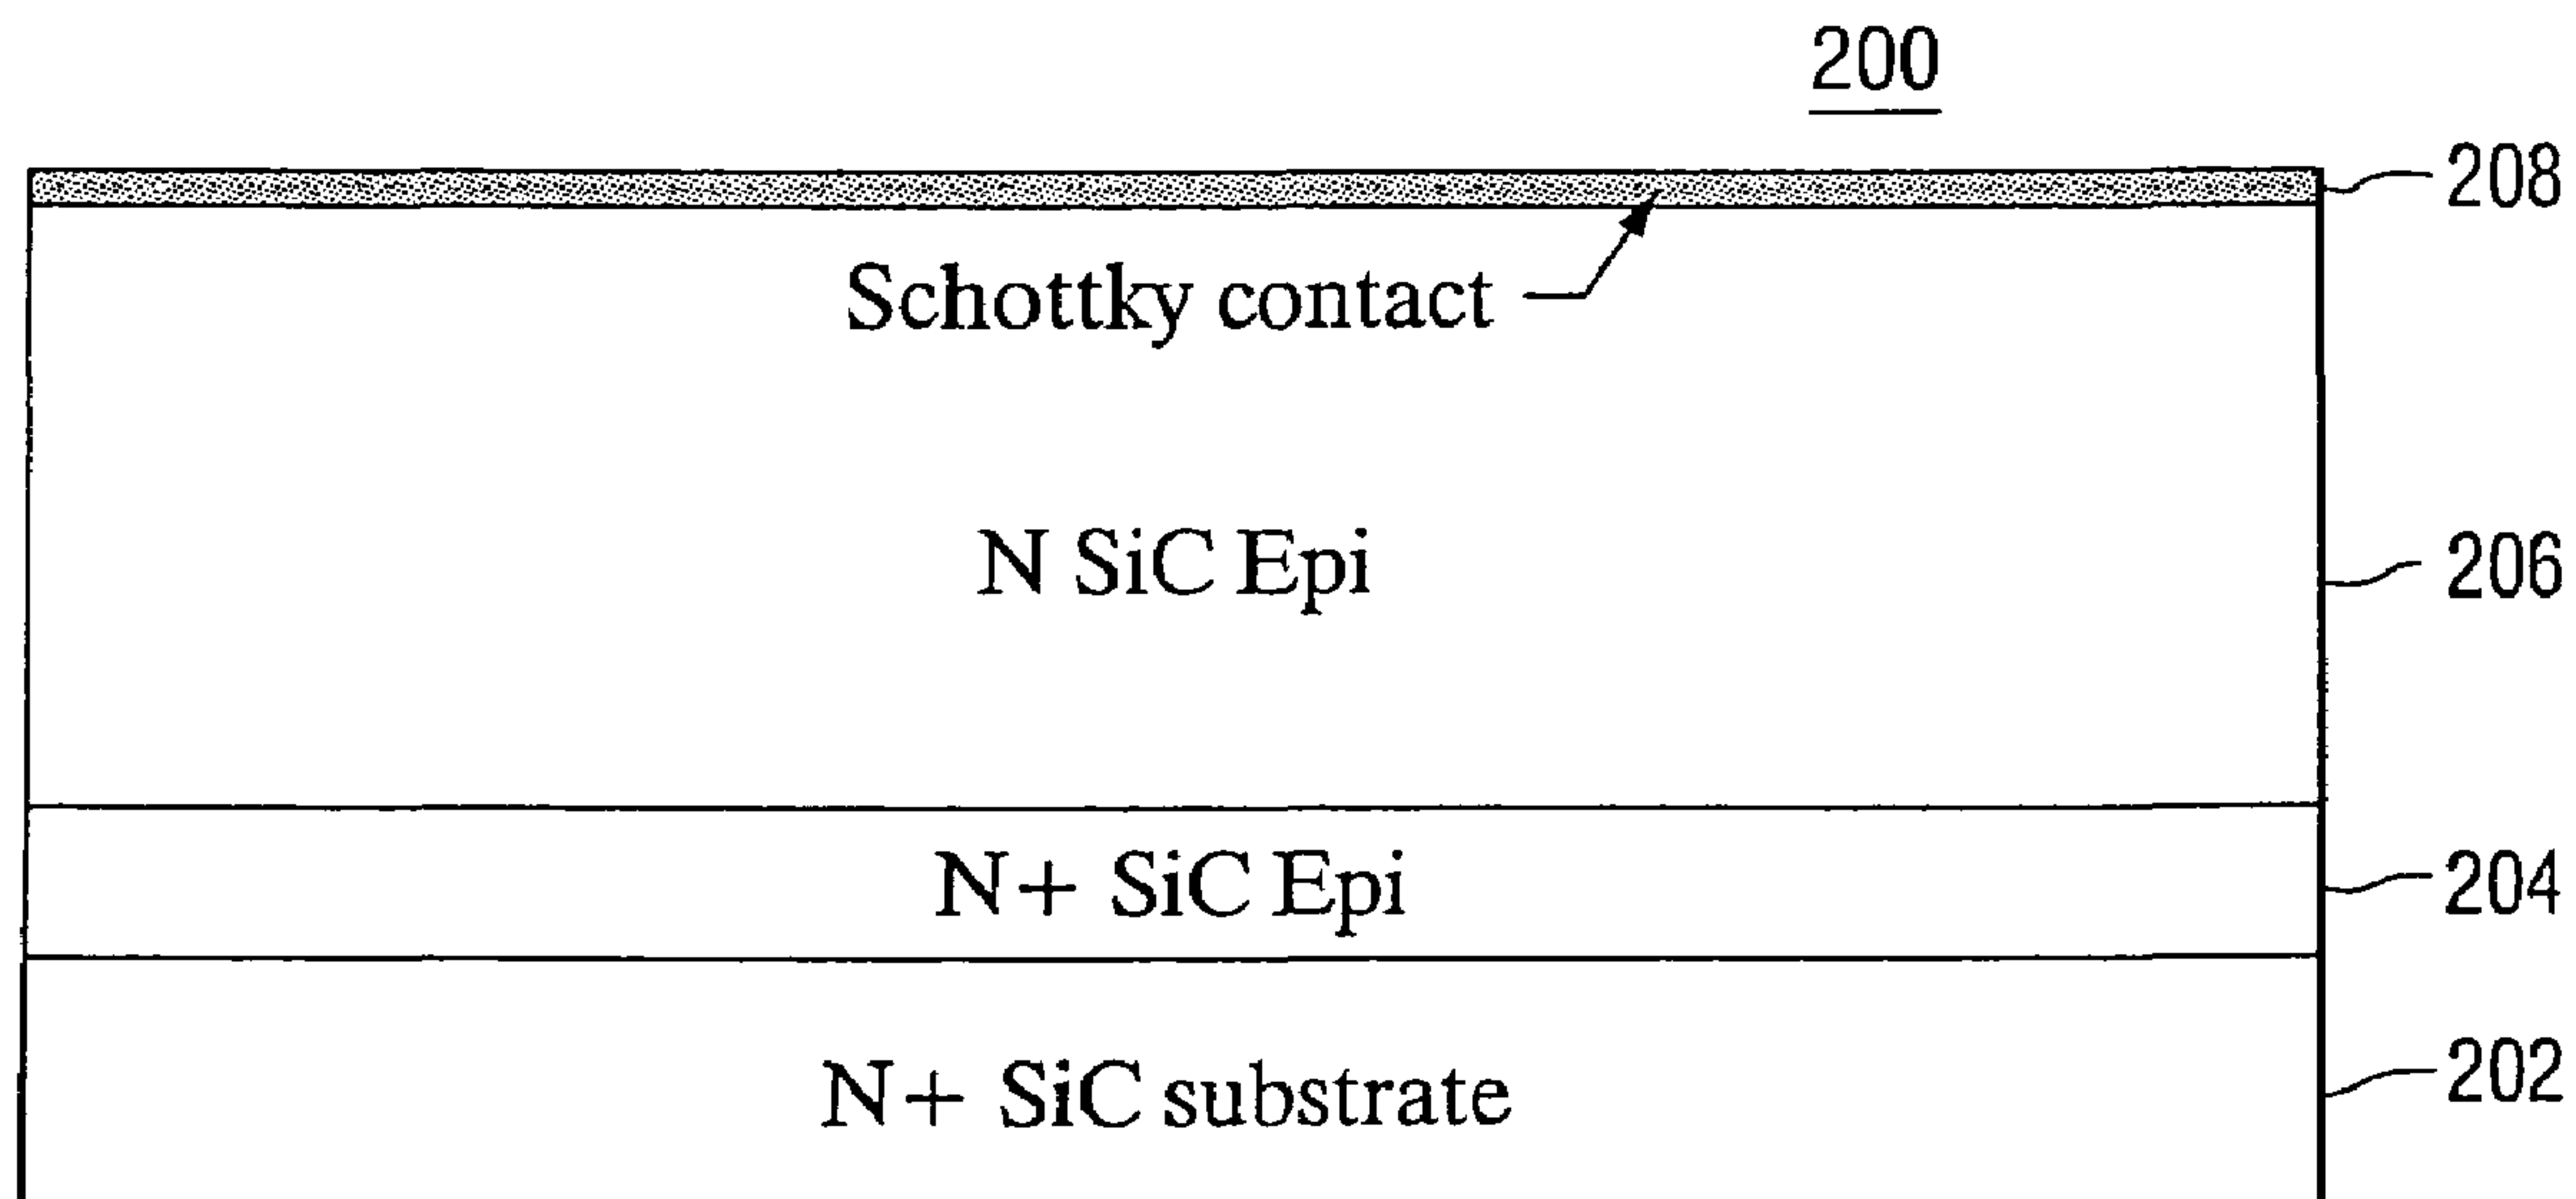 200
208
Schottky contact
N SiC Epi
206
N+ SiC Epi
204
N+ SiC substrate
202